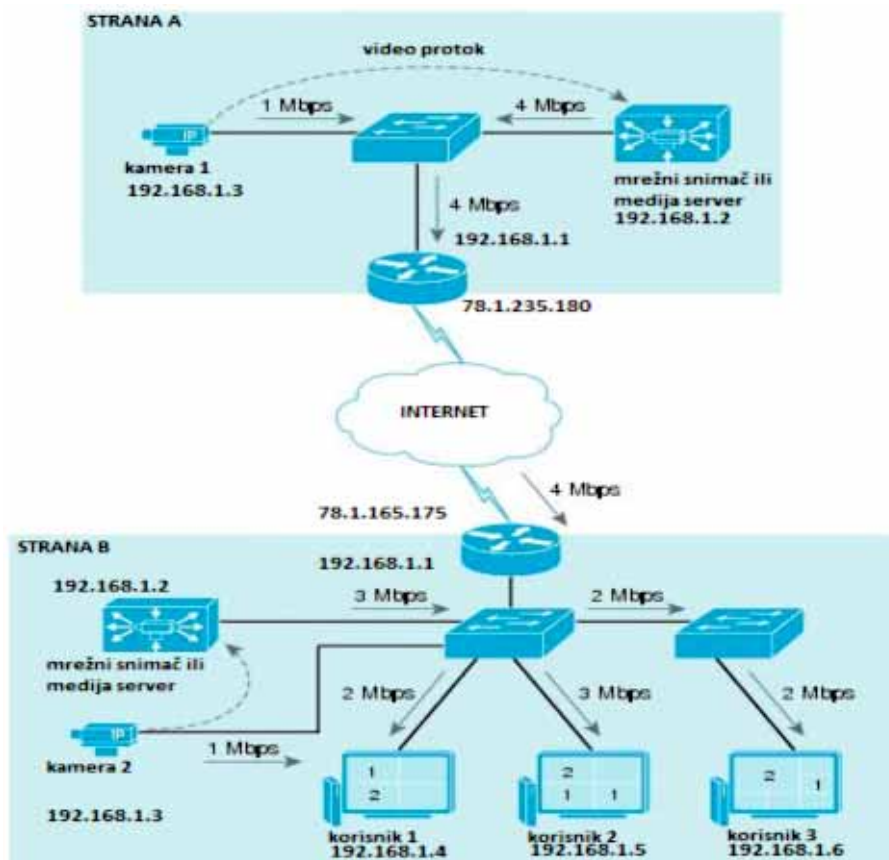 STRANA A
video protok
1 Mbps
4 Mbps
IP
kamera 1
192.168.1.3
mrežni snimač ili
medija server
192.168.1.2
4 Mbps
192.168.1.1
78.1.235.180
INTERNET
4 Mbps
78.1.165.175
STRANA B
192.168.1.1
192.168.1.2
3 Mbps
2 Mbps
mrežni snimač ili
medija server
2 Mbps
3 Mbps
2 Mbps
IP
kamera 2
1 Mbps
192.168.1.3
1
2
2
1 1
2
1
korisnik 1
192.168.1.4
korisnik 2
192.168.1.5
korisnik 3
192.168.1.6